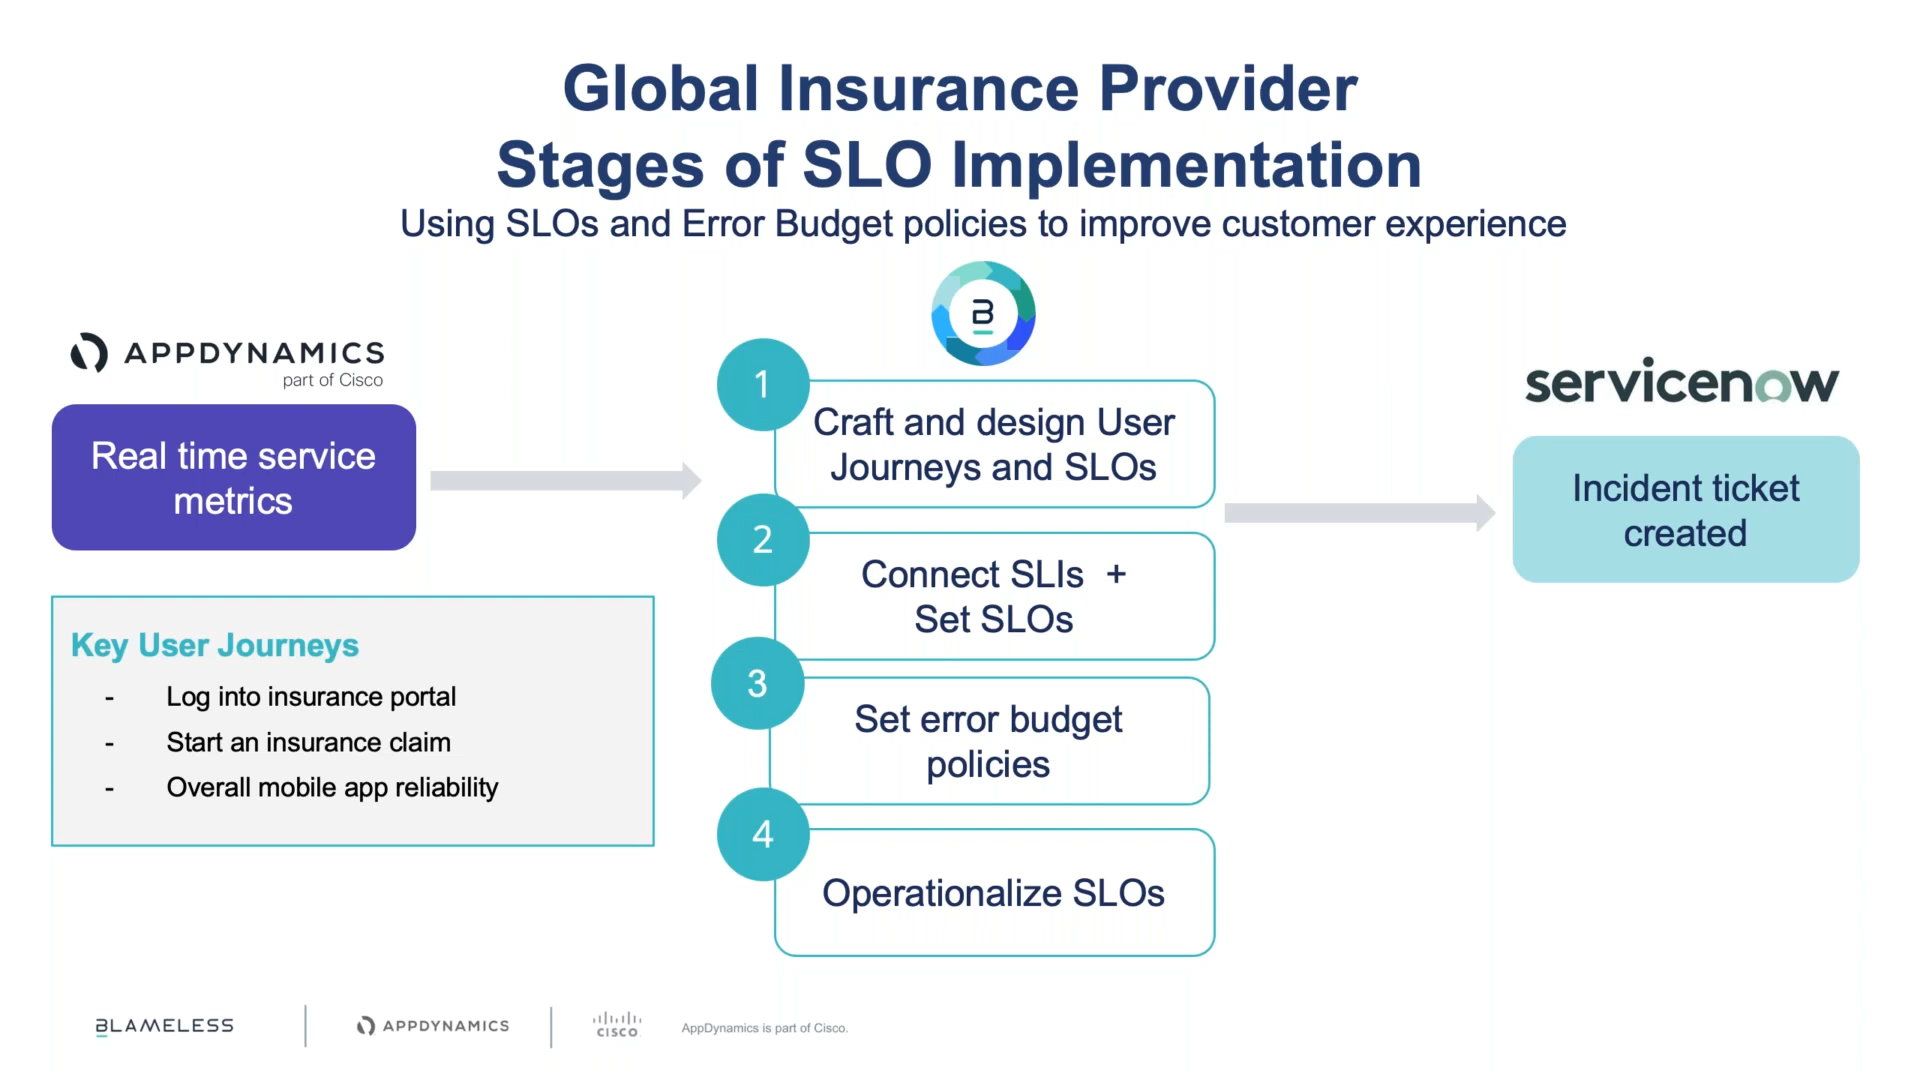 Global Insurance Provider
Stages of SLO Implementation
Using SLOs and Error Budget policies to improve customer experience
B
APPDYNAMICS
part of Cisco
Real time service
metrics
Key User Journeys
- Log into insurance portal
- Start an insurance claim
- Overall mobile app reliability
1
Craft and design User
Journeys and SLOs
2
Connect SLIs +
Set SLOs
3
Set error budget
policies
4
Operationalize SLOs
servicenow
Incident ticket
created
BLAMELESS
APPDYNAMICS
CISCO
AppDynamics is part of Cisco.